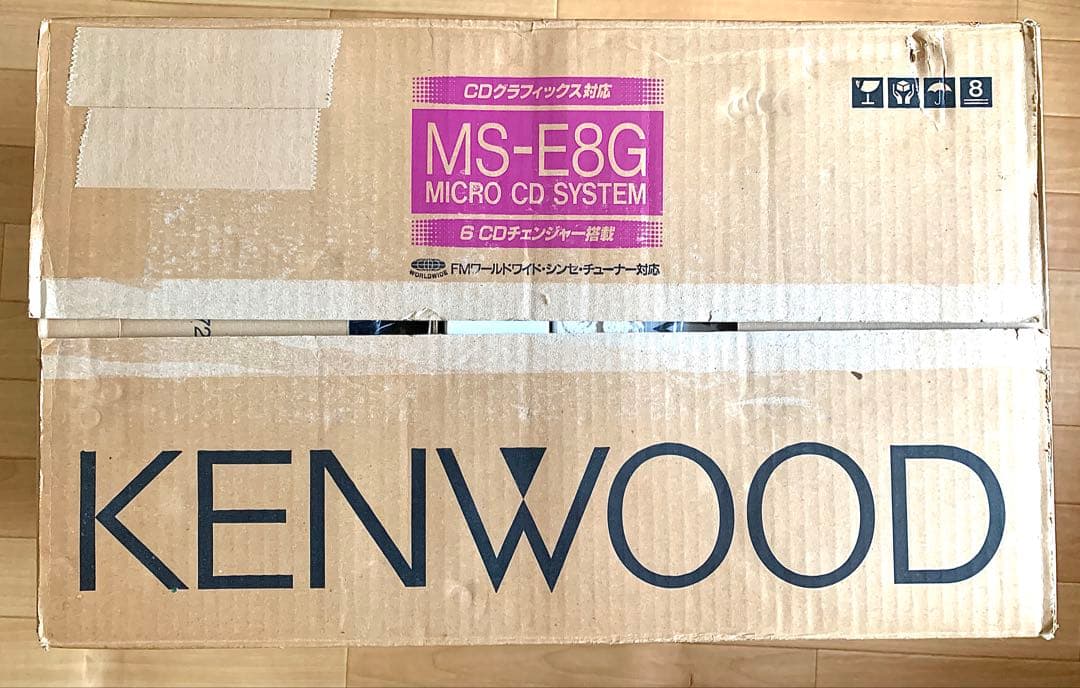 CDグラフィックス対応
MS-E8G
MICRO CD SYSTEM
6 CDチェンジャー搭載
WORLDWIDE FMワールドワイド・シンセ・チューナー対応
8
72
KENWOOD